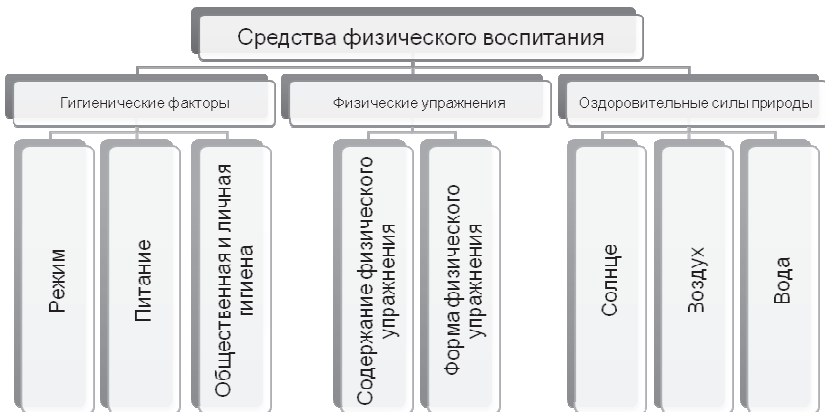 Средства физического воспитания
Гигиенические факторы
Физические упражнения
Оздоровительные силы природы
Режим
Питание
Общественная и личная
гигиена
Содержание физического
упражнения
Форма физического
упражнения
Солнце
Воздух
Вода